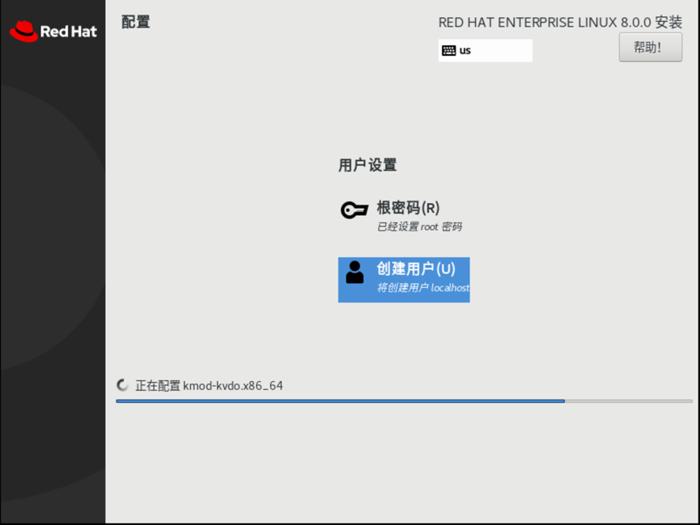 Red Hat
配置
RED HAT ENTERPRISE LINUX 8.0.0 安装
us
帮助!
用户设置
根密码(R)
已经设置 root 密码
创建用户(U)
将创建用户 localhost
正在配置 kmod-kvdo.x86_64